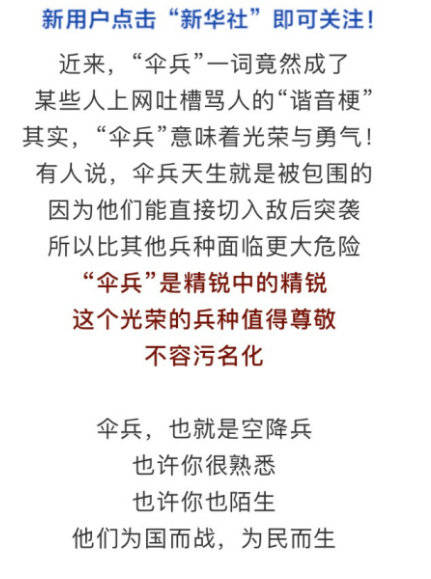 新用户点击“新华社”即可关注！
近来，“伞兵”一词竟然成了
某些人上网吐槽骂人的“谐音梗”
其实，“伞兵”意味着光荣与勇气！
有人说，伞兵天生就是被包围的
因为他们能直接切入敌后突袭
所以比其他兵种面临更大危险
“伞兵”是精锐中的精锐
这个光荣的兵种值得尊敬
不容污名化
伞兵，也就是空降兵
也许你很熟悉
也许你也陌生
他们为国而战，为民而生